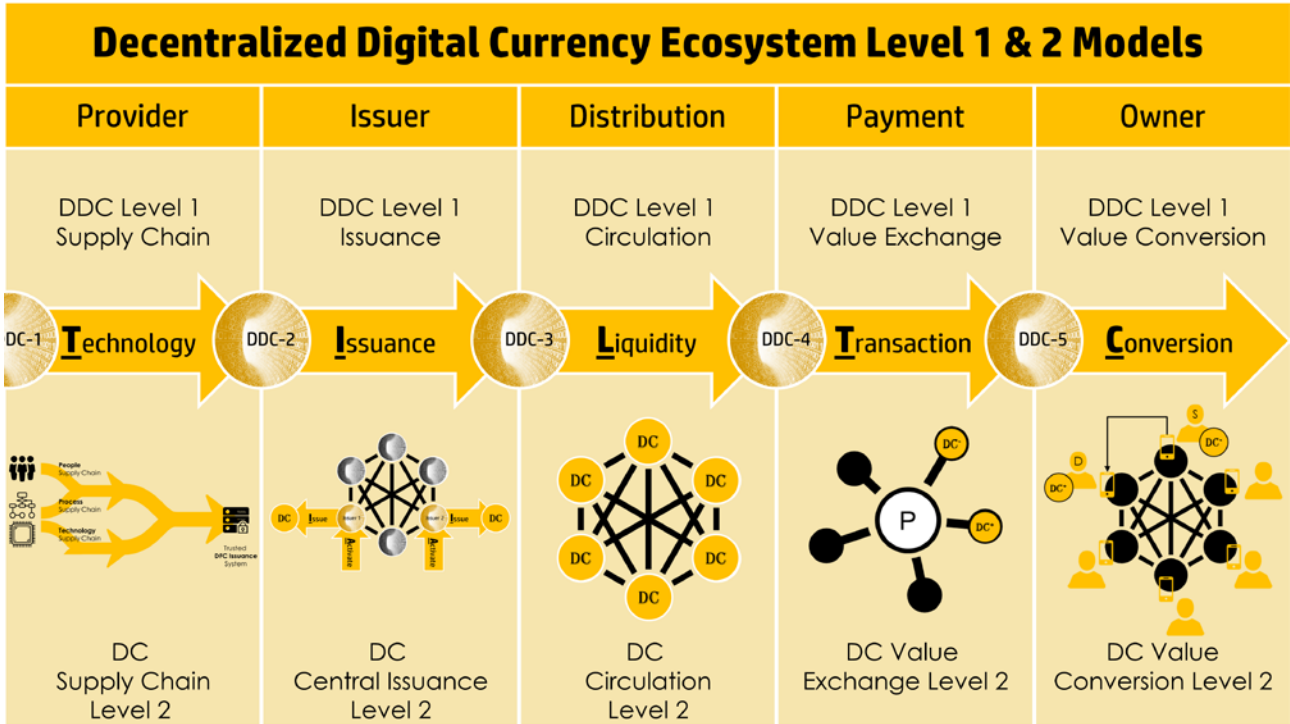 Decentralized Digital Currency Ecosystem Level 1 & 2 Models
Provider
Issuer
Distribution
Payment
Owner
DDC Level 1
Supply Chain
DDC Level 1
Issuance
DDC Level 1
Circulation
DDC Level 1
Value Exchange
DDC Level 1
Value Conversion
DDC-1
Technology
DDC-2
Issuance
DDC-3
Liquidity
DDC-4
Transaction
DDC-5
Conversion
People
Supply Chain
Process
Supply Chain
Technology
Supply Chain
Trusted
DFC Issuance
System
DC
Issue
Issuer 1
Issuer 2
Issue
DC
Activate
Activate
DC
DC
DC
DC
DC
DC
DC-
P
DC+
S
DC-
D
DC+
DC
Supply Chain
Level 2
DC
Central Issuance
Level 2
DC
Circulation
Level 2
DC Value
Exchange Level 2
DC Value
Conversion Level 2